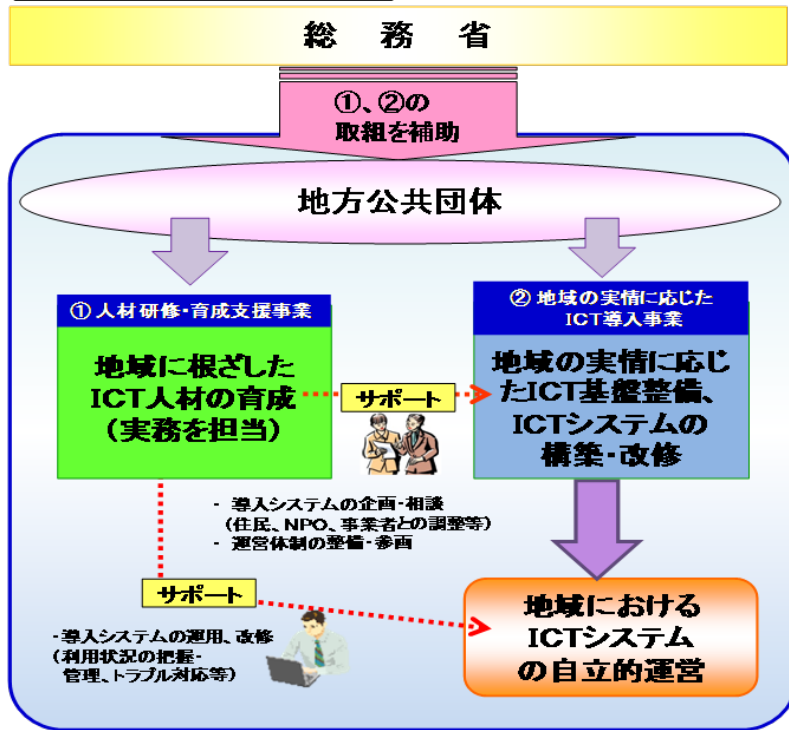 総務省
①、②の
取組を補助
地方公共団体
① 人材研修・育成支援事業
地域に根ざした
ICT人材の育成
(実務を担当)
② 地域の実情に応じた
ICT導入事業
地域の実情に応じ
たICT基盤整備、
ICTシステムの
構築・改修
サポート
・ 導入システムの企画・相談
(住民、NPO、事業者との調整等)
・ 運営体制の整備・参画
サポート
・導入システムの運用、改修
(利用状況の把握・
管理、トラブル対応等)
地域における
ICTシステム
の自立的運営